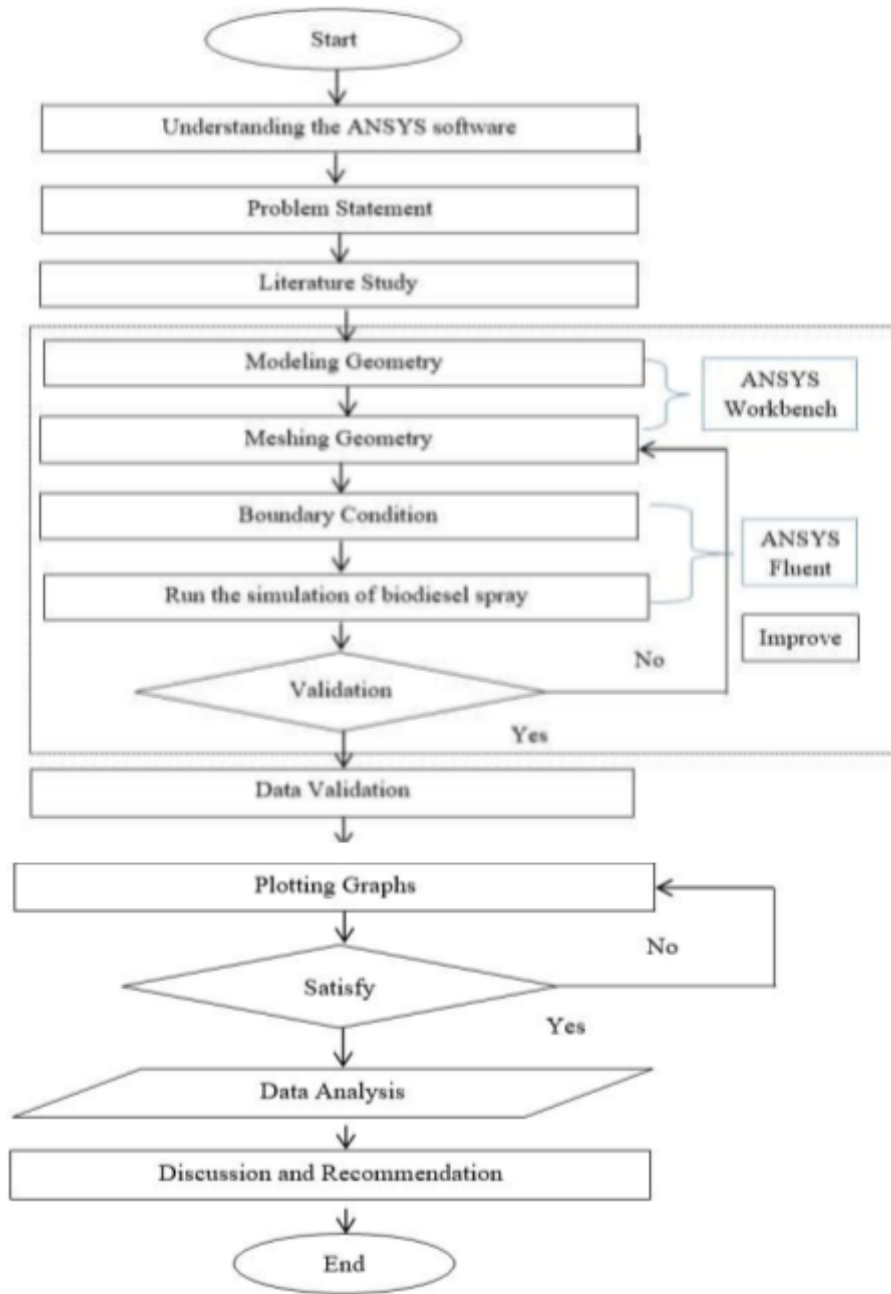 Start
Understanding the ANSYS software
Problem Statement
Literature Study
Modeling Geometry
ANSYS
Workbench
Meshing Geometry
Boundary Condition
ANSYS
Fluent
Run the simulation of biodiesel spray
Improve
No
Validation
Yes
Data Validation
Plotting Graphs
No
Satisfy
Yes
Data Analysis
Discussion and Recommendation
End